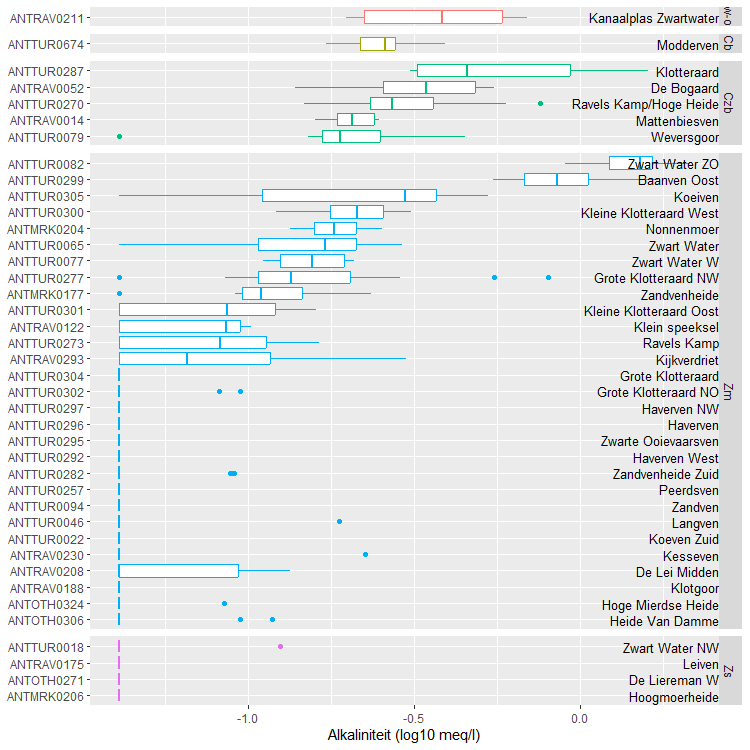 ANTRAV0211 Kanaalplas Zwartwater
ANTTUR0674 Modderven Cb
ANTTUR0287 Klotteraard
ANTRAV0052 De Bogaard
ANTTUR0270 Ravels Kamp/Hoge Heide Czb
ANTRAV0014 Mattenbiesven
ANTTUR0079 Weversgoor
ANTTUR0082 Zwart Water ZO
ANTTUR0299 Baanven Oost
ANTTUR0305 Koeiven
ANTTUR0300 Kleine Klotteraard West
ANTMRK0204 Nonnenmoer
ANTTUR0065 Zwart Water
ANTTUR0077 Zwart Water W
ANTTUR0277 Grote Klotteraard NW
ANTMRK0177 Zandvenheide
ANTTUR0301 Kleine Klotteraard Oost
ANTRAV0122 Klein speeksel
ANTTUR0273 Ravels Kamp
ANTRAV0293 Kijkverdriet
ANTTUR0304 Grote Klotteraard
ANTTUR0302 Grote Klotteraard NO Zm
ANTTUR0297 Haverven NW
ANTTUR0296 Haverven
ANTTUR0295 Zwarte Ooievaarsven
ANTTUR0292 Haverven West
ANTTUR0282 Zandvenheide Zuid
ANTTUR0257 Peerdsven
ANTTUR0094 Zandven
ANTTUR0046 Langven
ANTTUR0022 Koeven Zuid
ANTRAV0230 Kesseven
ANTRAV0208 De Lei Midden
ANTRAV0188 Klotgoor
ANTOTH0324 Hoge Mierdse Heide
ANTOTH0306 Heide Van Damme
ANTTUR0018 Zwart Water NW
ANTRAV0175 Leiven Zs
ANTOTH0271 De Liereman W
ANTMRK0206 Hoogmoerheide
-1.0 -0.5 0.0
Alkaliniteit (log10 meq/l)